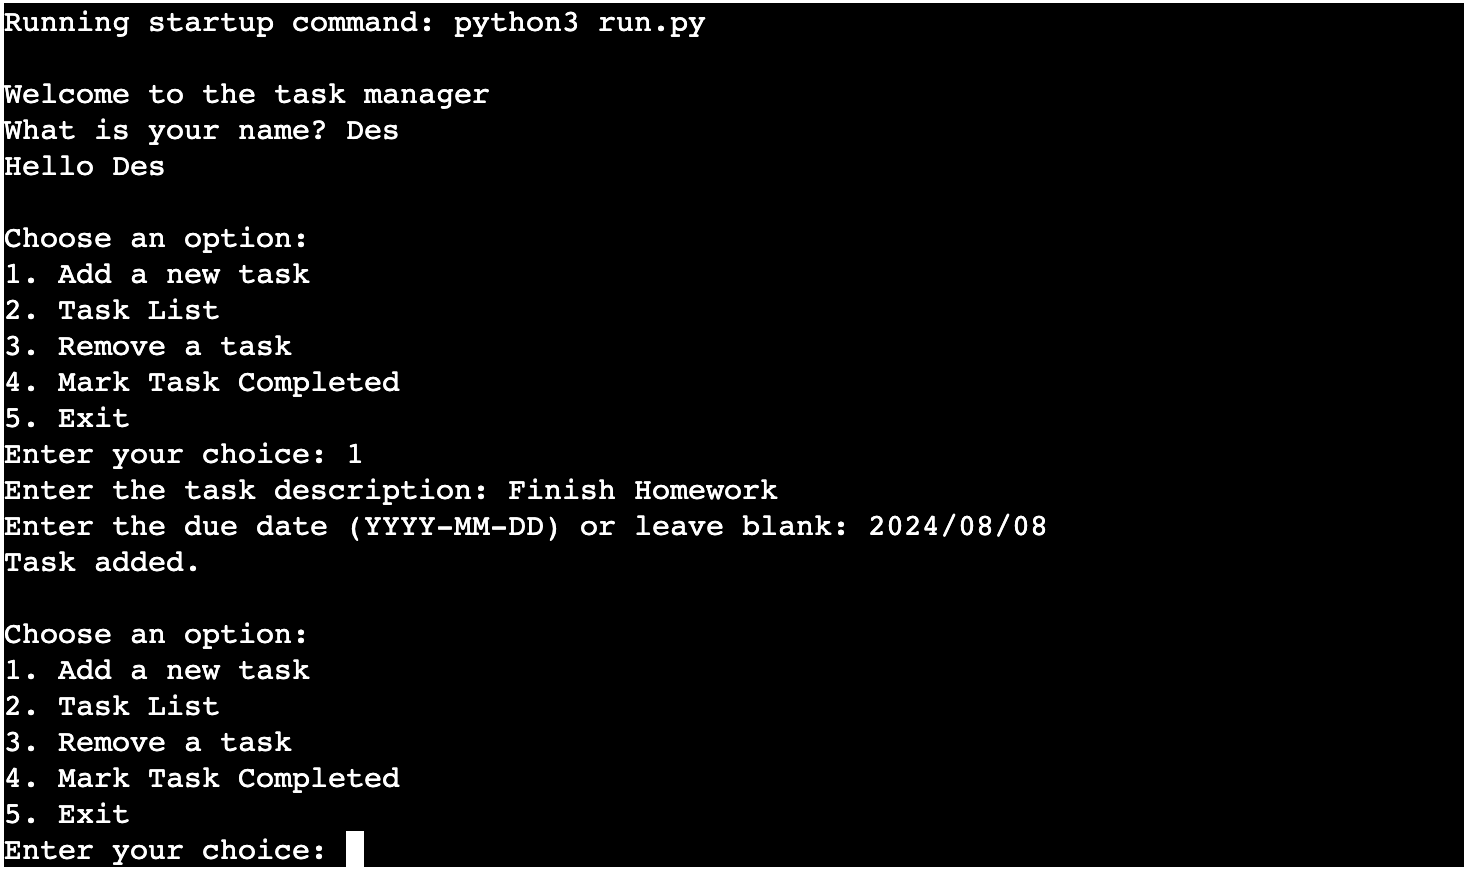 Running startup command: python3 run.py
Welcome to the task manager
What is your name? Des
Hello Des
Choose an option:
1. Add a new task
2. Task List
3. Remove a task
4. Mark Task Completed
5. Exit
Enter your choice: 1
Enter the task description: Finish Homework
Enter the due date (YYYY-MM-DD) or leave blank: 2024/08/08
Task added.
Choose an option:
1. Add a new task
2. Task List
3. Remove a task
4. Mark Task Completed
5. Exit
Enter your choice: